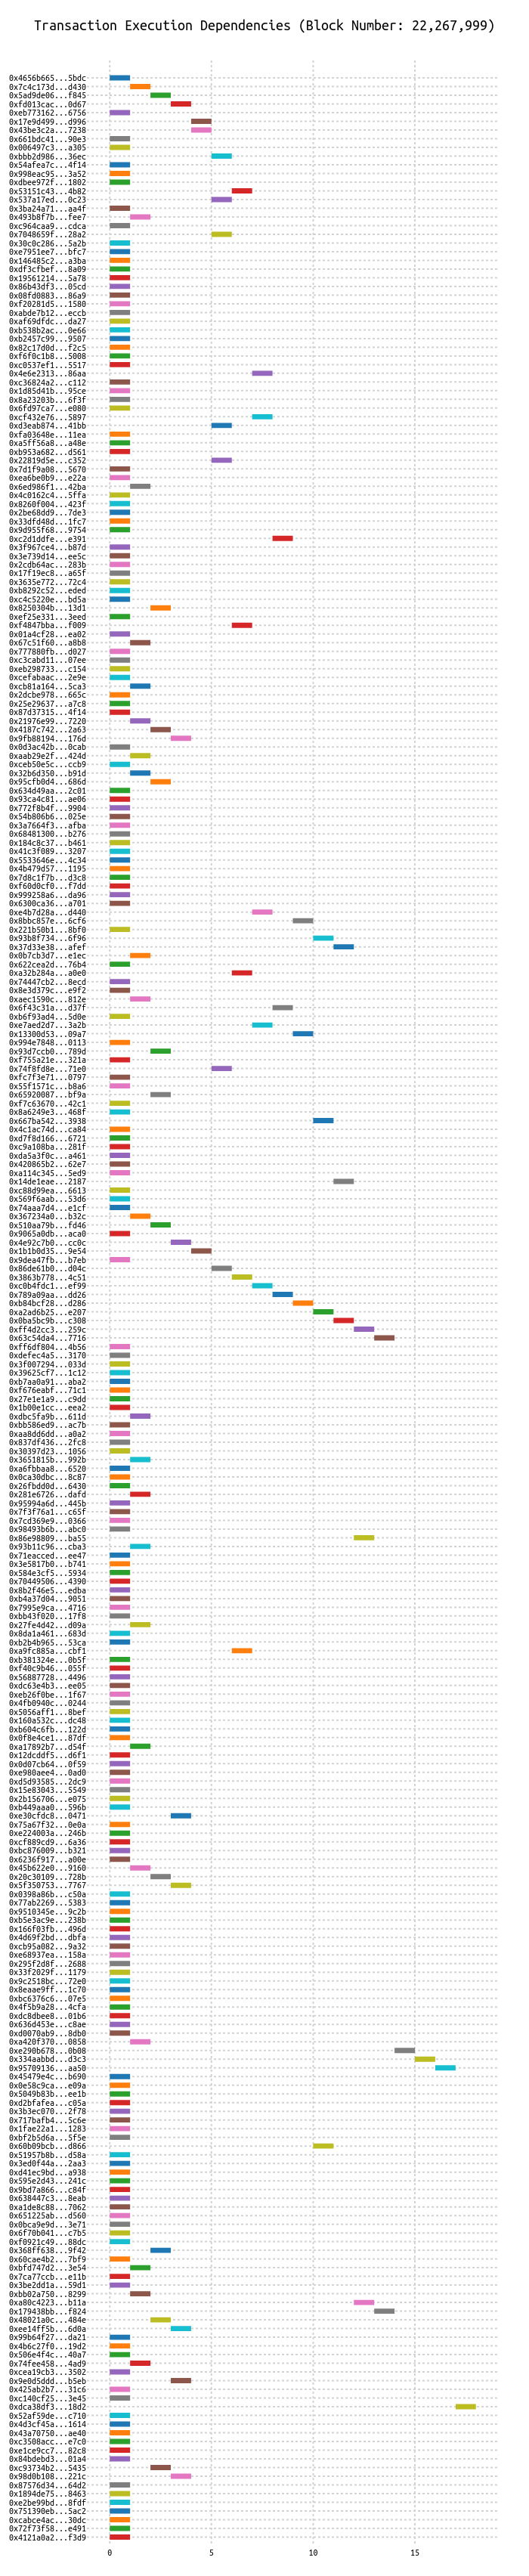 Transaction Execution Dependencies (Block Number: 22,267,999)
0x4656b665...5bdc
0x7c4c173d...d430
0x5ad9de06...f845
0xfd013cac...0d67
0xeb773162...6756
0x17e9d499...d996
0x43be3c2a...7238
0x661bdc41...90e3
0x006497c3...a305
0xbbb2d986...36ec
0x54afea7c...4f14
0x998eac95...3a52
0xdbee972f...1802
0x53151c43...4b82
0x537a17ed...0c23
0x3ba24a71...aa4f
0x493b8f7b...fee7
0xc964caa9...cdca
0x7048659f...28a2
0x30c0c286...5a2b
0xe7951ee7...bfc7
0x146485c2...a3ba
0xdf3cfbef...8a09
0x19561214...5a78
0x86b43df3...05cd
0x08fd0883...86a9
0xf20281d5...1580
0xabde7b12...eccb
0xaf69dfdc...da27
0xb538b2ac...0e66
0xb2457c99...9507
0x82c17d0d...f2c5
0xf6f0c1b8...5008
0xc0537ef1...5517
0x4e6e2313...86aa
0xc36824a2...c112
0x1d85d41b...95ce
0x8a23203b...6f3f
0x6fd97ca7...e080
0xcf432e76...5897
0xd3eab874...41bb
0xfa03648e...11ea
0xa5ff56a8...a48e
0xb953a682...d561
0x22819d5e...c352
0x7d1f9a08...5670
0xea6be0b9...e22a
0x6ed986f1...42ba
0x4c0162c4...5ffa
0x8260f004...423f
0x2be68dd9...7de3
0x33dfd48d...1fc7
0x9d955f68...9754
0xc2d1ddfe...e391
0x3f967ce4...b87d
0x3e739d14...ee5c
0x2cdb64ac...283b
0x17f19ec8...a65f
0x3635e772...72c4
0xb8292c52...eded
0xc4c5220e...bd5a
0x8250304b...13d1
0xef25e331...3eed
0xf4847bba...f009
0x01a4cf28...ea02
0x67c51f60...a8b8
0x777880fb...d027
0xc3cabd11...07ee
0xeb298733...c154
0xcefabaac...2e9e
0xcb81a164...5ca3
0x2dcbe978...665c
0x25e29637...a7c8
0x87d37315...4f14
0x21976e99...7220
0x4187c742...2a63
0x9fb88194...176d
0x0d3ac42b...0cab
0xaab29e2f...424d
0xceb50e5c...ccb9
0x32b6d350...b91d
0x95cfb0d4...686d
0x634d49aa...2c01
0x93ca4c81...ae06
0x772f8b4f...9904
0x54b806b6...025e
0x3a7664f3...afba
0x68481300...b276
0x184c8c37...b461
0x41c3f089...3207
0x5533646e...4c34
0x4b479d57...1195
0x7d8c1f7b...d3c8
0xf60d0cf0...f7dd
0x999258a6...da96
0x6300ca36...a701
0xe4b7d28a...d440
0x8bbc857e...6cf6
0x221b50b1...8bf0
0x93b8f734...6f96
0x37d33e38...afef
0x0b7cb3d7...e1ec
0x622cea2d...76b4
0xa32b284a...a0e0
0x74447cb2...8ecd
0x8e3d379c...e9f2
0xaec1590c...812e
0x6f43c31a...d37f
0xb6f93ad4...5d0e
0xe7aed2d7...3a2b
0x13300d53...09a7
0x994e7848...0113
0x93d7ccb0...789d
0xf755a21e...321a
0x74f8fd8e...71e0
0xfc7f3e71...0797
0x55f1571c...b8a6
0x65920087...bf9a
0xf7c63670...42c1
0x8a6249e3...468f
0x667ba542...3938
0x4c1ac74d...ca84
0xd7f8d166...6721
0xc9a108ba...281f
0xda5a3f0c...a461
0x420865b2...62e7
0xa114c345...5ed9
0x14de1eae...2187
0xc88d99ea...6613
0x569f6aab...53d6
0x74aaa7d4...e1cf
0x367234a0...b32c
0x510aa79b...fd46
0x9065a0db...aca0
0x4e92c7b0...cc0c
0x1b1b0d35...9e54
0x9dea47fb...b7eb
0x86de61b0...d04c
0x3863b778...4c51
0xc0b4fdc1...ef99
0x789a09aa...dd26
0xb84bcf28...d286
0xa2ad6b25...e207
0x0ba5bc9b...c308
0xff4d2cc3...259c
0x63c54da4...7716
0xff6df804...4b56
0xdefec4a5...3170
0x3f007294...033d
0x39625cf7...1c12
0xb7aa0a91...aba2
0xf676eabf...71c1
0x27e1e1a9...c9dd
0x1b00e1cc...eea2
0xdbc5fa9b...611d
0xbb586ed9...ac7b
0xaa8dd6dd...a0a2
0x837df436...2fc8
0x30397d23...1056
0x3651815b...992b
0xa6fbbaa8...6520
0x0ca30dbc...8c87
0x26fbdd0d...6430
0x281e6726...dafd
0x95994a6d...445b
0x7f3f76a1...c65f
0x7cd369e9...0366
0x98493b6b...abc0
0x86e98809...ba55
0x93b11c96...cba3
0x71eacced...ee47
0x3e5817b0...b741
0x584e3cf5...5934
0x70449506...4390
0x8b2f46e5...edba
0xb4a37d04...9051
0x7995e9ca...4716
0xbb43f020...17f8
0x27fe4d42...d09a
0x8da1a461...683d
0xb2b4b965...53ca
0xa9fc885a...cbf1
0xb381324e...0b5f
0xf40c9b46...055f
0x56887728...4496
0xdc63e4b3...ee05
0xeb26f0be...1f67
0x4fb0940c...0244
0x5056aff1...8bef
0x160a532c...dc48
0xb604c6fb...122d
0x0f8e4ce1...87df
0xa17892b7...d54f
0x12dcddf5...d6f1
0x0d07cb64...0f59
0xe980aee4...0ad0
0xd5d93585...2dc9
0x15e83043...5549
0x2b156706...e075
0xb449aaa0...596b
0xe30cfdc8...0471
0x75a67f32...0e0a
0xe224003a...246b
0xcf889cd9...6a36
0xbc876009...b321
0x6236f917...a00e
0x45b622e0...9160
0x20c30109...728b
0x5f350753...7767
0x0398a86b...c50a
0x77ab2269...5383
0x9510345e...9c2b
0xb5e3ac9e...238b
0x166f03fb...496d
0x4d69f2bd...dbfa
0xcb95a082...9a32
0xe68937ea...158a
0x295f2d8f...2688
0x33f2029f...1179
0x9c2518bc...72e0
0x8eaae9ff...1c70
0xbc6376c6...07e5
0x4f5b9a28...4cfa
0xdc8dbee8...01b6
0x636d453e...c8ae
0xd0070ab9...8db0
0xa420f370...0858
0xe290b678...0b08
0x334aabbd...d3c3
0x95709136...aa50
0x45479e4c...b690
0x0e58c9ca...e09a
0x5049b83b...ee1b
0xd2bfafea...c05a
0x3b3ec070...2f78
0x717bafb4...5c6e
0x1fae22a1...1283
0xbf2b5d6a...5f5e
0x60b09bcb...d866
0x51957b8b...d58a
0x3ed0f44a...2aa3
0xd41ec9bd...a938
0x595e2d43...241c
0x9bd7a866...c84f
0x638447c3...8eab
0xa1de8c88...7062
0x651225ab...d560
0x0bca9e9d...3e71
0x6f70b041...c7b5
0xf0921c49...88dc
0x368ff638...9f42
0x60cae4b2...7bf9
0xbfd747d2...3e54
0x7ca77ccb...e11b
0x3be2dd1a...59d1
0xbb02a750...8299
0xa80c4223...b11a
0x179438bb...f824
0x48021a0c...484e
0xee14ff5b...6d0a
0x99b64f27...da21
0x4b6c27f0...19d2
0x506e4f4c...40a7
0x74fee458...4ad9
0xcea19cb3...3502
0x9e0d5ddd...b5eb
0x425ab2b7...31c6
0xc140cf25...3e45
0xdca38df3...18d2
0x52af59de...c710
0x4d3cf45a...1614
0x43a70750...ae40
0xc3508acc...e7c0
0xe1ce9cc7...82c8
0x84bdebd3...01a4
0xc93734b2...5435
0x98d0b108...221c
0x87576d34...64d2
0x1894de75...8463
0xe2be99bd...8fdf
0x751390eb...5ac2
0xcabce4ac...30dc
0x72f73f58...e491
0x4121a0a2...f3d9
0 5 10 15